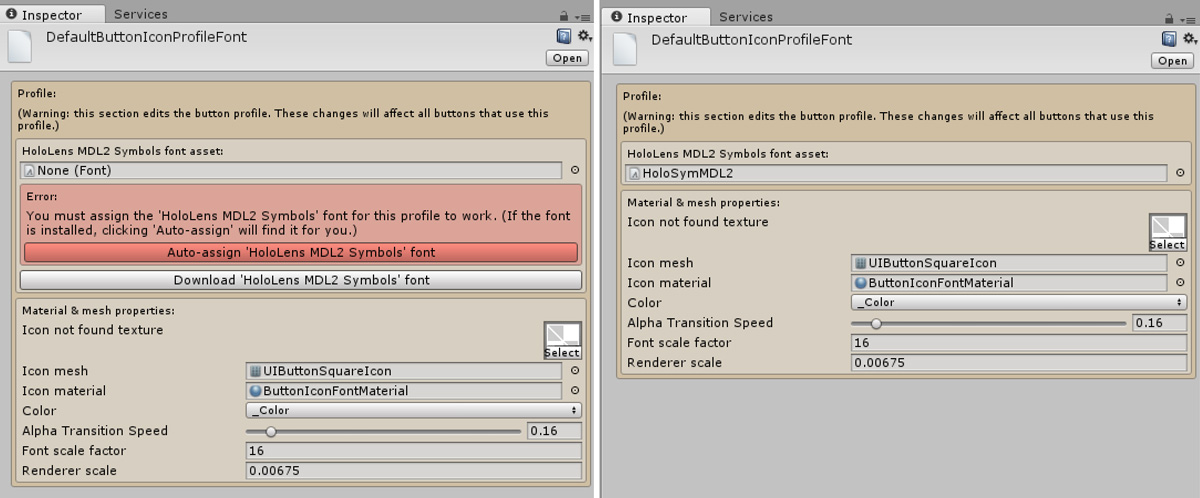 Inspector Services
DefaultButtonIconProfileFont
Open
Profile:
(Warning: this section edits the button profile. These changes will affect all buttons that use this
profile.)
HoloLens MDL2 Symbols font asset:
None (Font)
Error:
You must assign the 'HoloLens MDL2 Symbols' font for this profile to work. (If the font
is installed, clicking 'Auto-assign' will find it for you.)
Auto-assign 'HoloLens MDL2 Symbols' font
Download 'HoloLens MDL2 Symbols' font
Material & mesh properties:
Icon not found texture
Select
Icon mesh UIButtonSquareIcon
Icon material ButtonIconFontMaterial
Color _Color
Alpha Transition Speed 0.16
Font scale factor 16
Renderer scale 0.00675
Inspector Services
DefaultButtonIconProfileFont
Open
Profile:
(Warning: this section edits the button profile. These changes will affect all buttons that use this
profile.)
HoloLens MDL2 Symbols font asset:
HoloSymMDL2
Material & mesh properties:
Icon not found texture
Select
Icon mesh UIButtonSquareIcon
Icon material ButtonIconFontMaterial
Color _Color
Alpha Transition Speed 0.16
Font scale factor 16
Renderer scale 0.00675